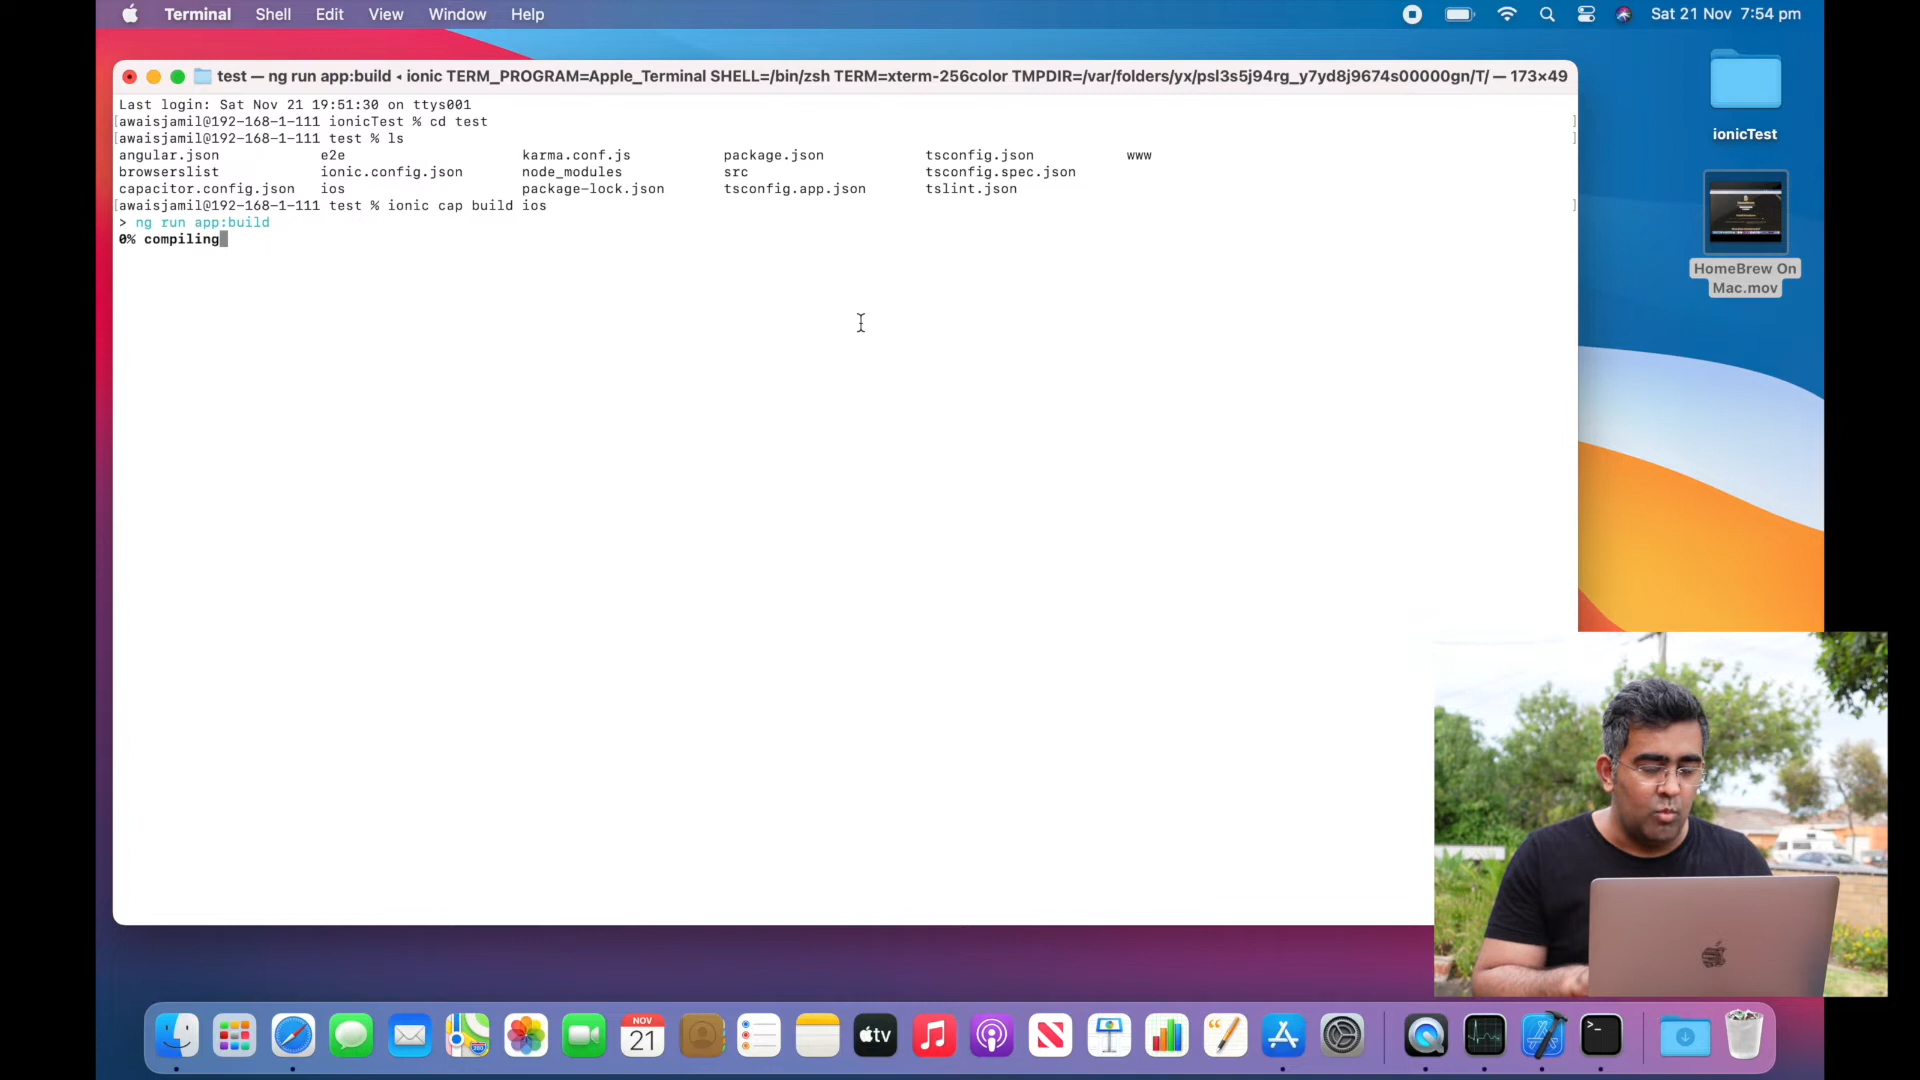 Terminal Shell Edit View Window Help Sat 21 Nov 7:54 pm
test — ng run app:build ◂ ionic TERM_PROGRAM=Apple_Terminal SHELL=/bin/zsh TERM=xterm-256color TMPDIR=/var/folders/yx/psl3s5j94rg_y7yd8j9674s00000gn/T/ — 173×49
Last login: Sat Nov 21 19:51:30 on ttys001
[awaisjamil@192-168-1-111 ionicTest % cd test ]
[awaisjamil@192-168-1-111 test % ls ]
angular.json e2e karma.conf.js package.json tsconfig.json www
browserslist ionic.config.json node_modules src tsconfig.spec.json
capacitor.config.json ios package-lock.json tsconfig.app.json tslint.json
[awaisjamil@192-168-1-111 test % ionic cap build ios ]
> ng run app:build
0% compiling
ionicTest
HomeBrew On
Mac.mov
NOV
21
tv
280
>_